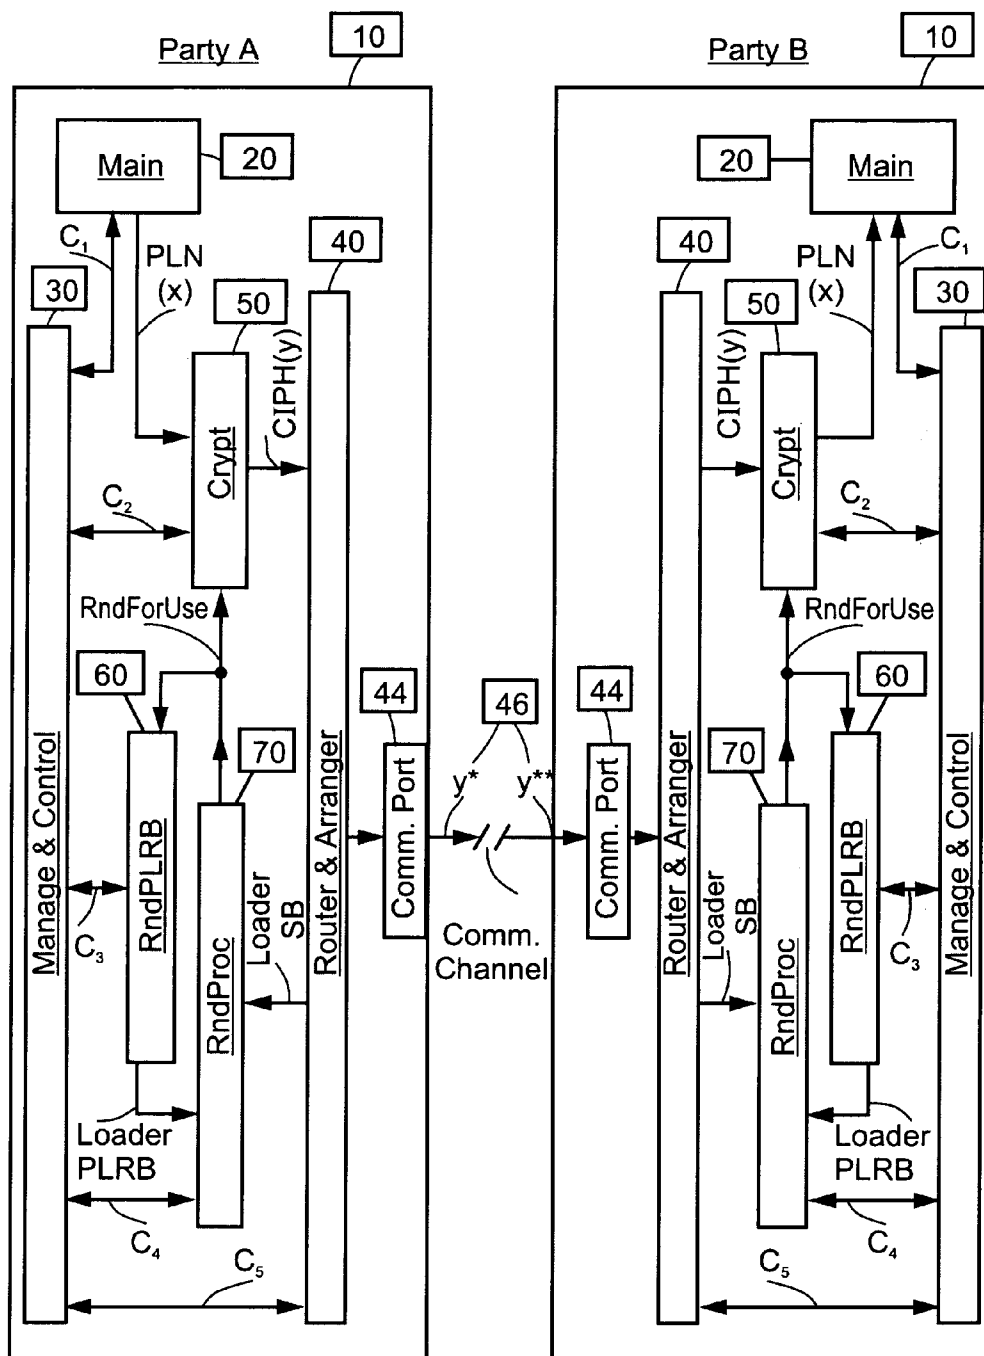 10
10
Party A
Party B
Main
20
20
Main
C1
PLN
(x)
40
40
PLN
(x)
C1
30
50
CIPH(y)
50
CIPH(y)
30
Crypt
Crypt
C2
C2
RndForUse
RndForUse
60
44
46
44
60
70
70
y*
y**
Manage & Control
RndPLRB
RndProc
Loader
SB
Router & Arranger
Comm. Port
Comm.
Channel
Comm. Port
Router & Arranger
Loader
SB
RndProc
RndPLRB
Manage & Control
C3
C3
Loader
PLRB
Loader
PLRB
C4
C4
C5
C5